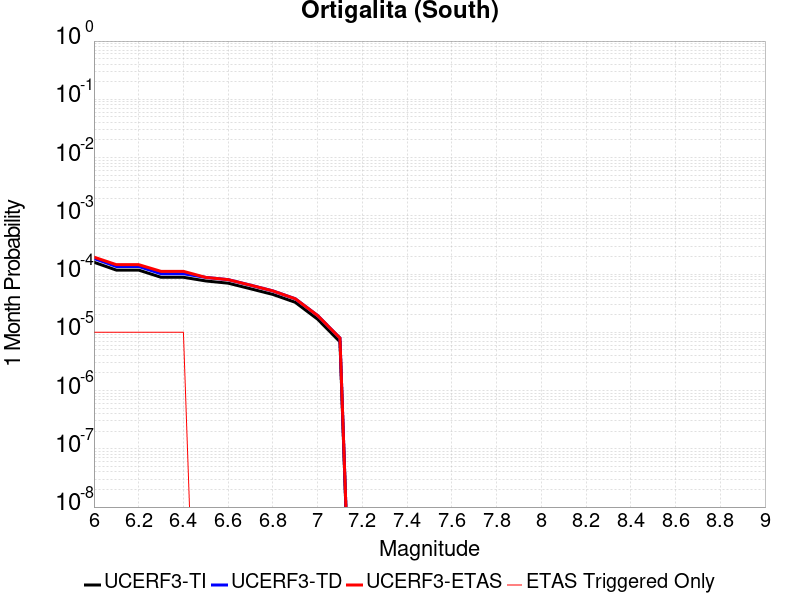 Ortigalita (South)
10^0
10^-1
10^-2
10^-3
10^-4
10^-5
10^-6
10^-7
10^-8
1 Month Probability
6 6.2 6.4 6.6 6.8 7 7.2 7.4 7.6 7.8 8 8.2 8.4 8.6 8.8 9
Magnitude
UCERF3-TI UCERF3-TD UCERF3-ETAS ETAS Triggered Only